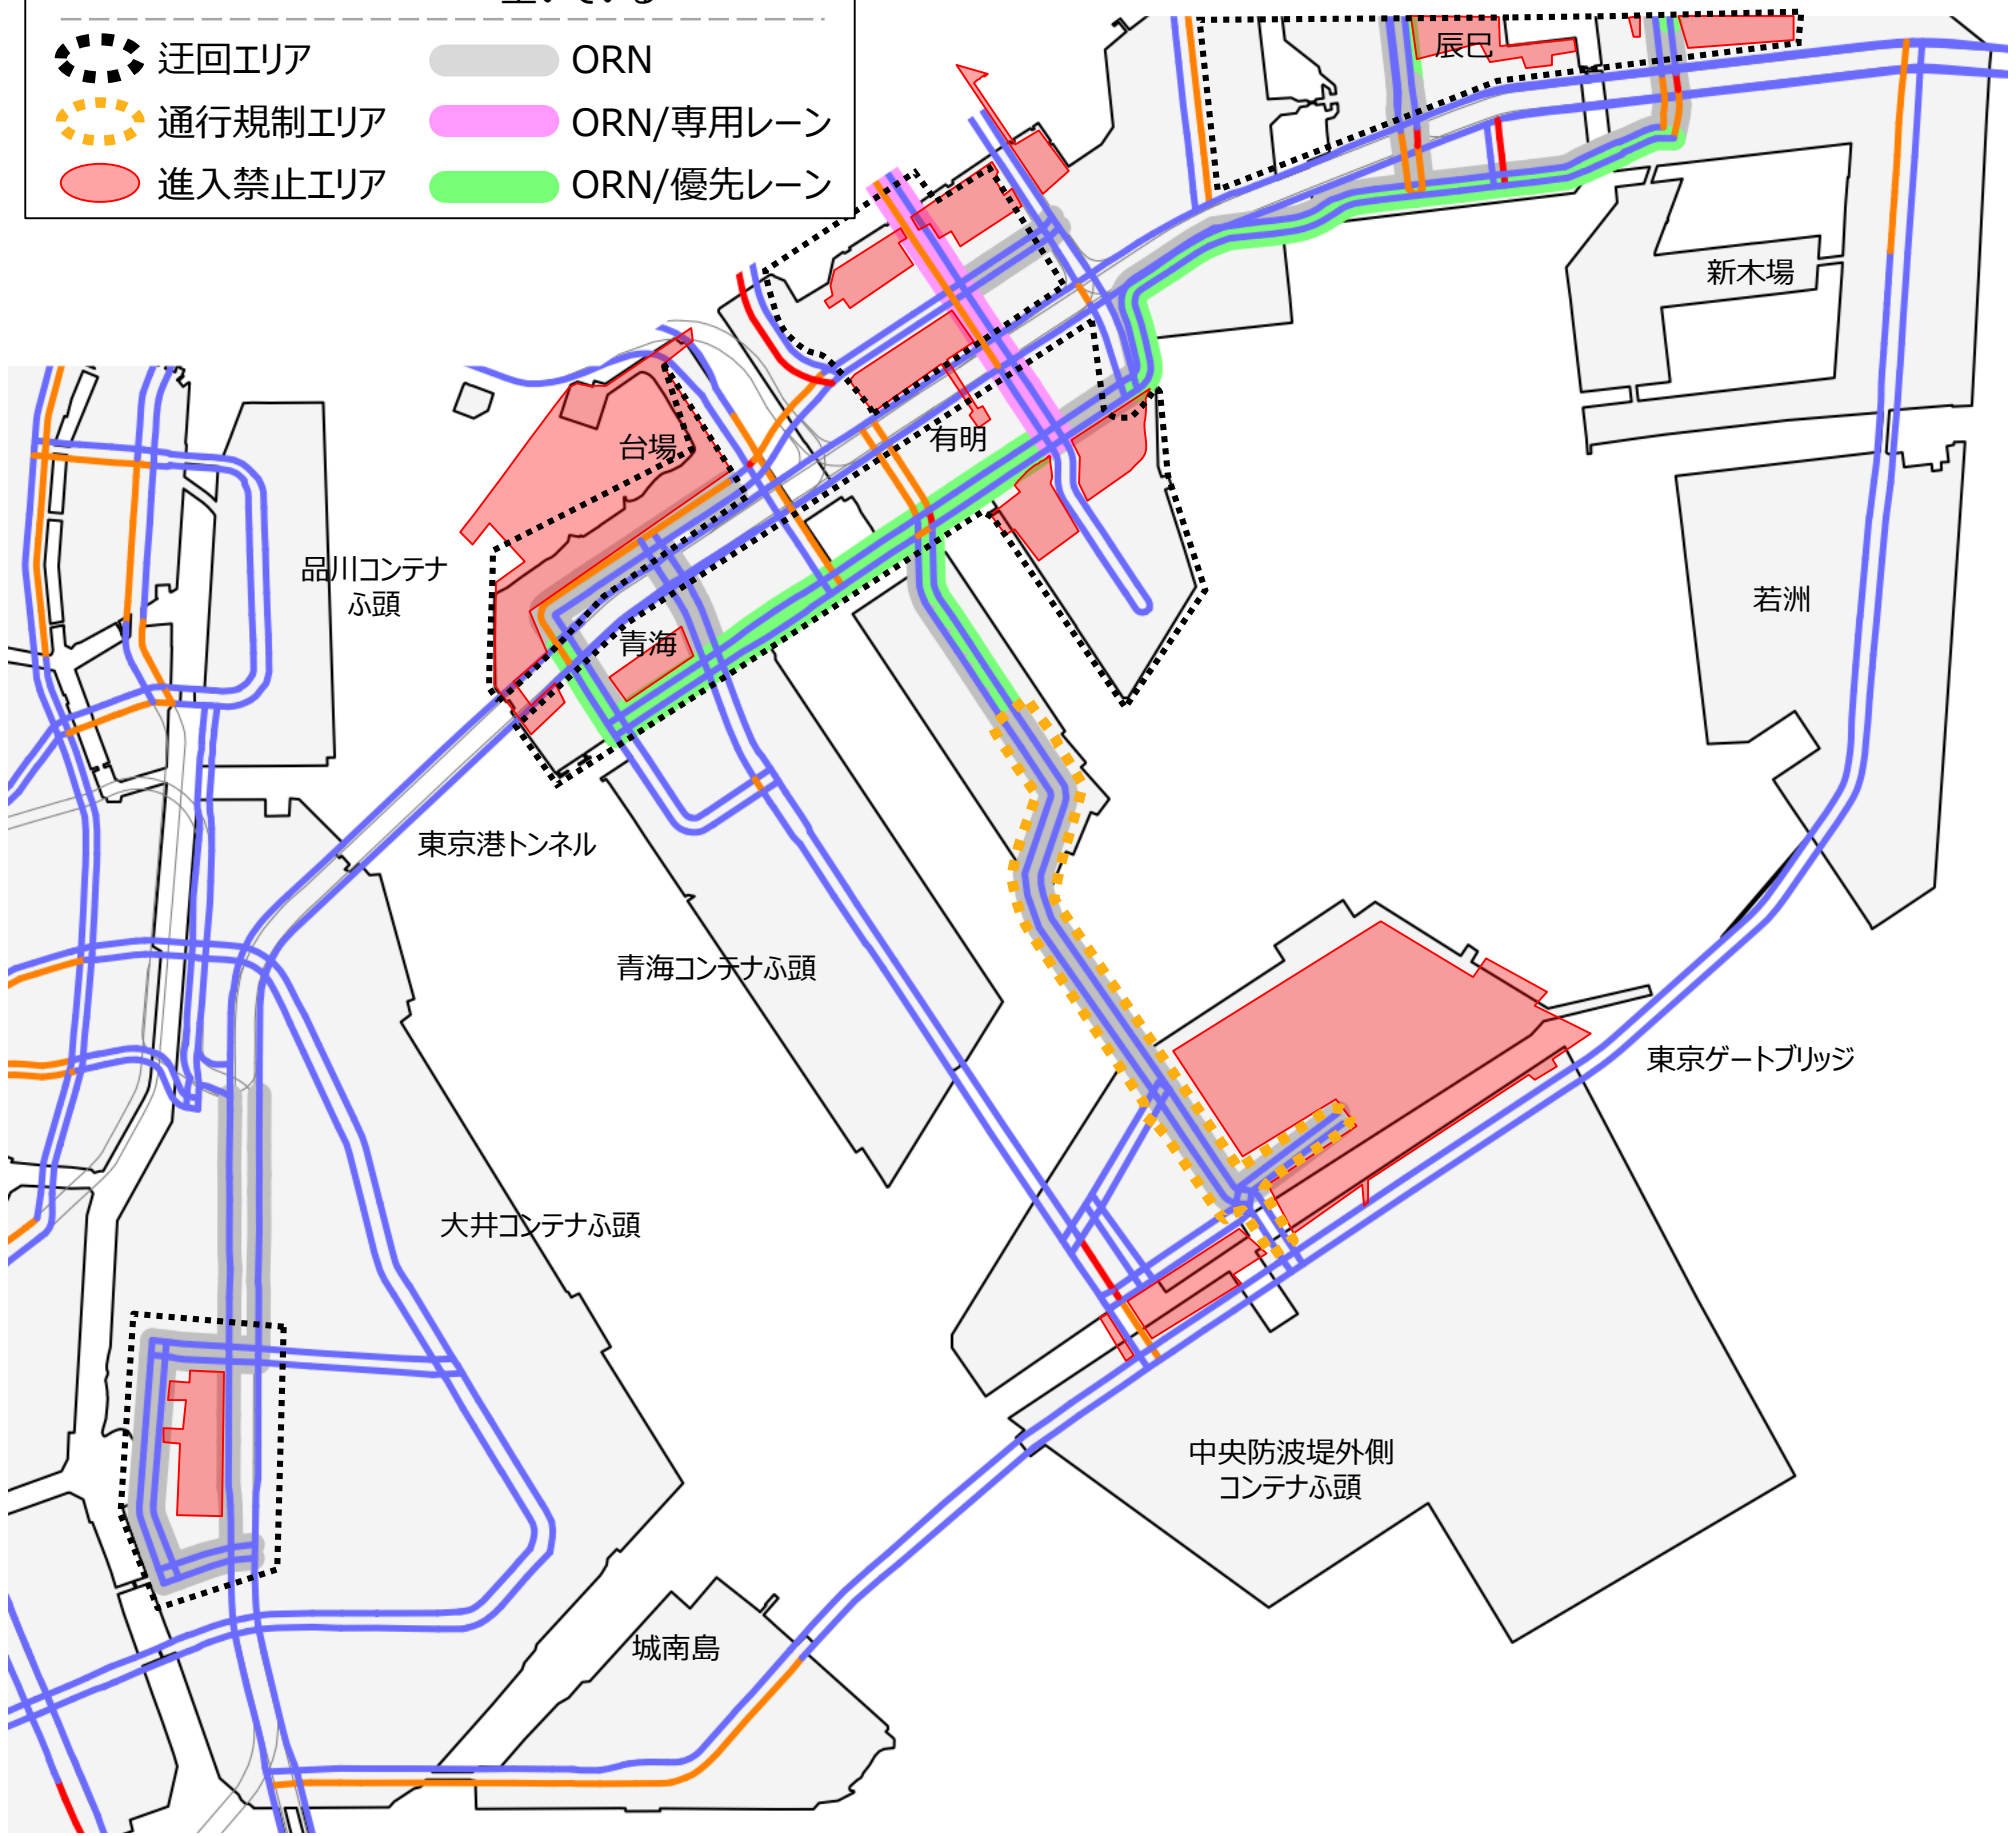 空いている
迂回エリア
ORN
通行規制エリア
ORN/専用レーン
進入禁止エリア
ORN/優先レーン
辰巳
新木場
台場
有明
品川コンテナ
ふ頭
青海
若洲
東京港トンネル
青海コンテナふ頭
東京ゲートブリッジ
大井コンテナふ頭
中央防波堤外側
コンテナふ頭
城南島